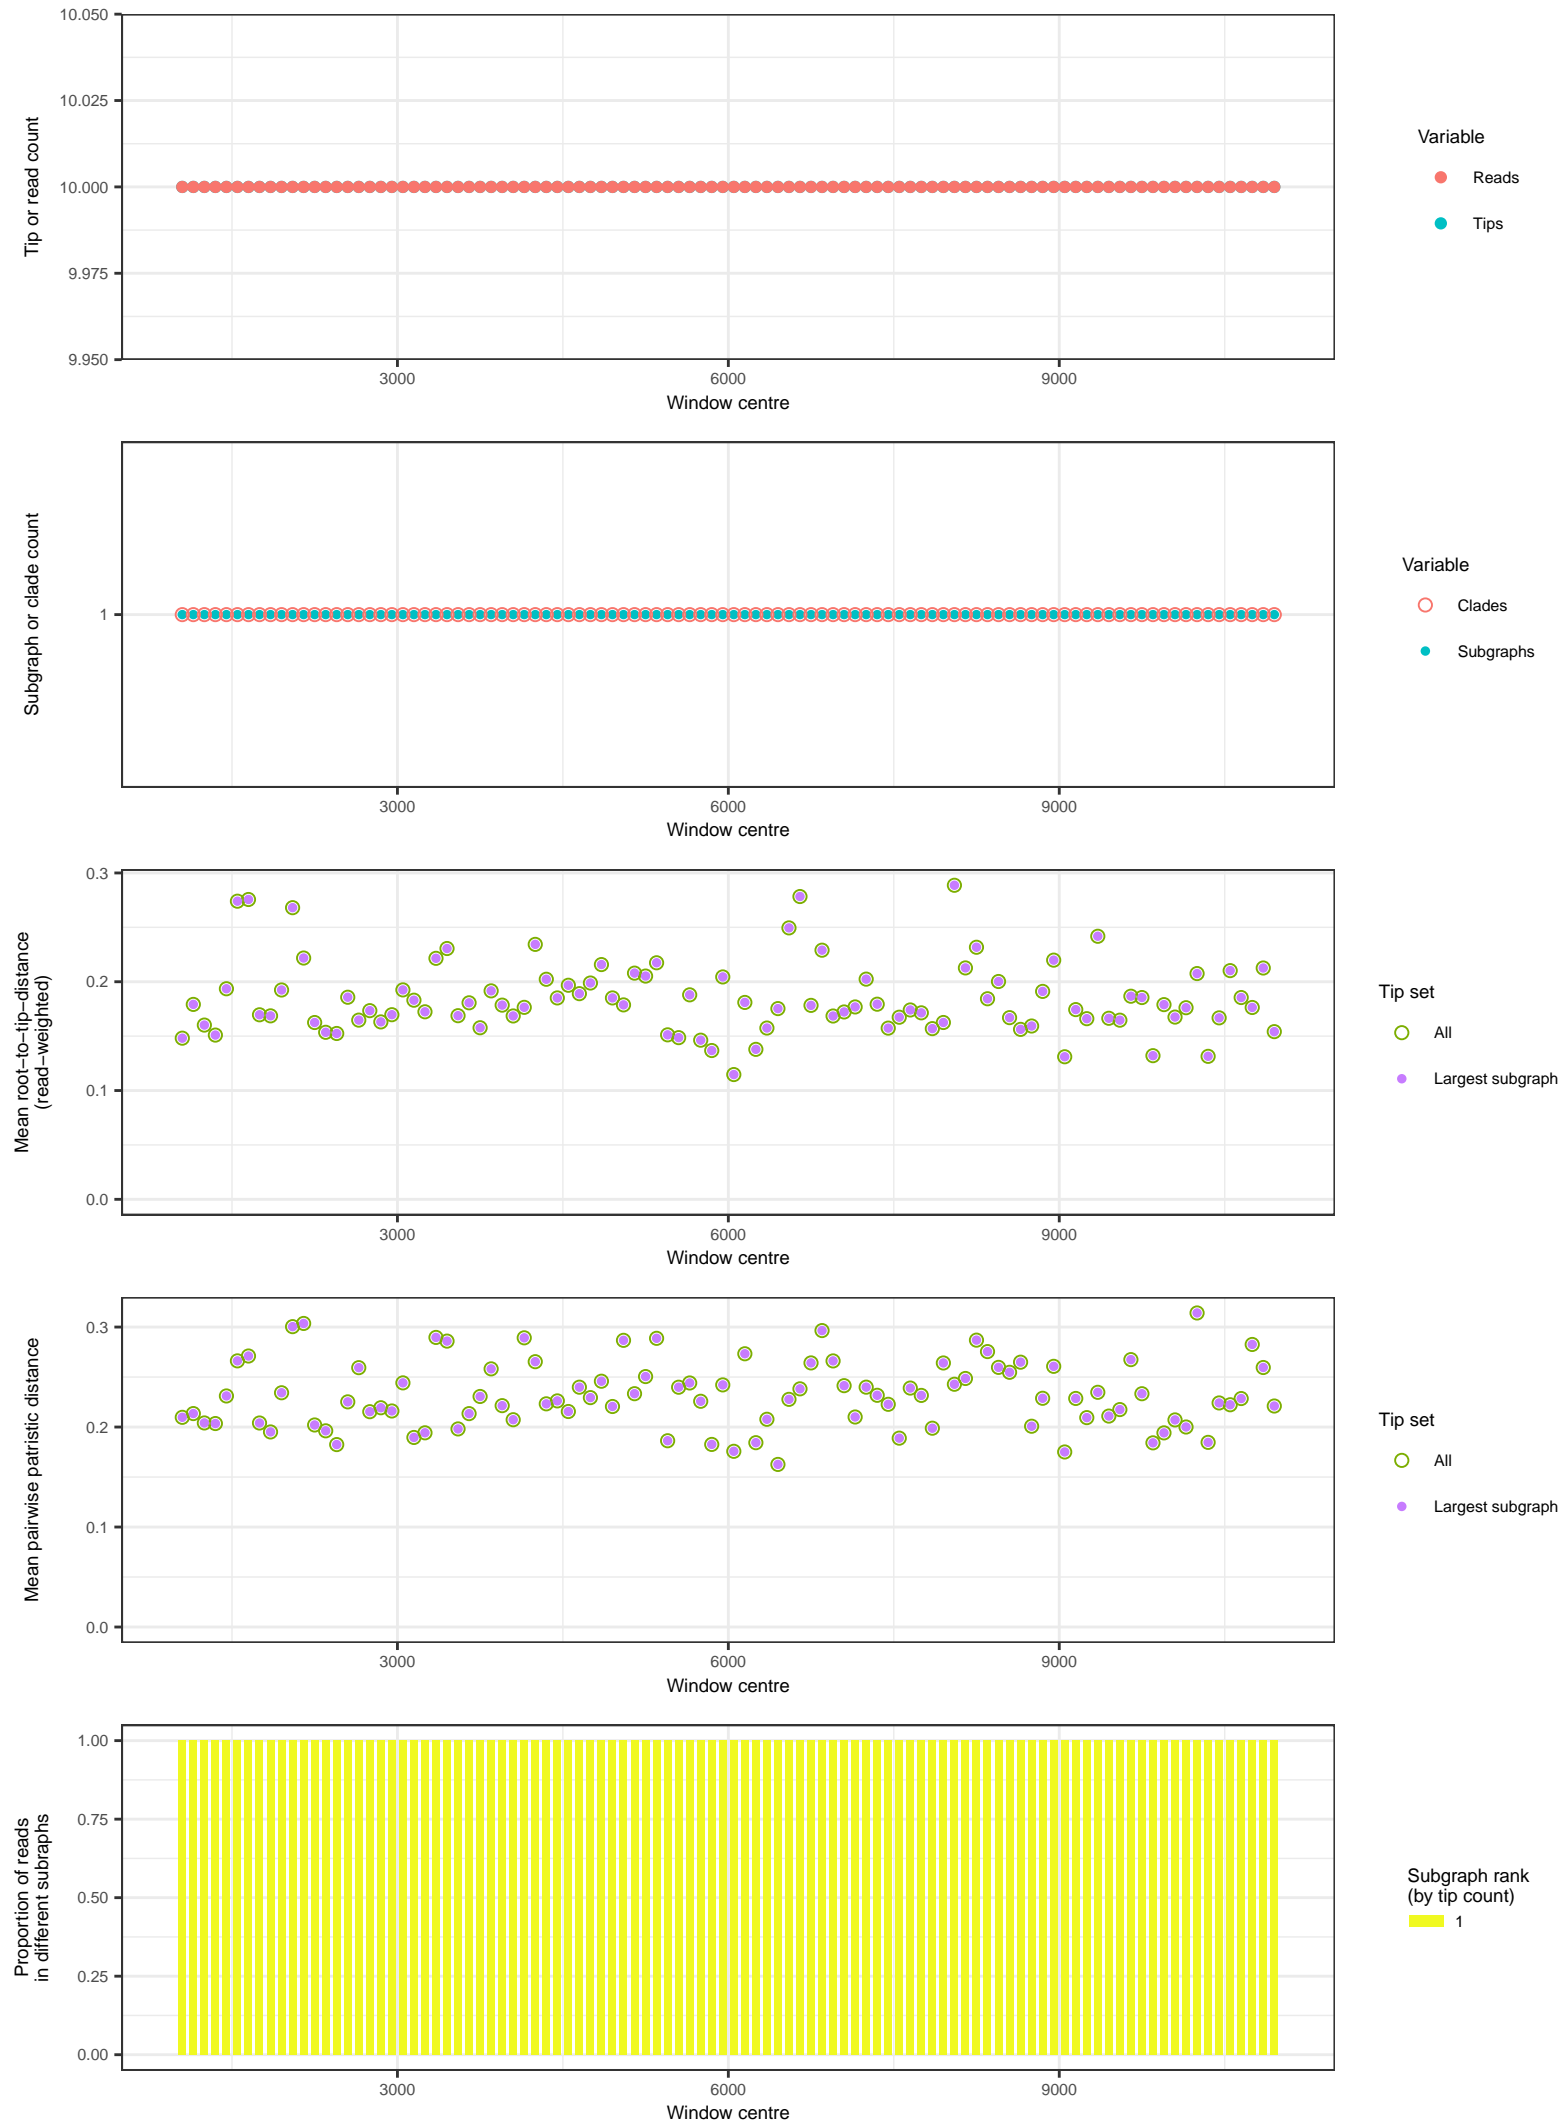 10.050
10.025
10.000
9.975
9.950
Tip or read count
3000
6000
9000
Window centre
Variable
Reads
Tips
1
Subgraph or clade count
3000
6000
9000
Window centre
Variable
Clades
Subgraphs
0.3
0.2
0.1
0.0
Mean root−to−tip−distance
(read−weighted)
3000
6000
9000
Window centre
Tip set
All
Largest subgraph
0.3
0.2
0.1
0.0
Mean pairwise patristic distance
3000
6000
9000
Window centre
Tip set
All
Largest subgraph
1.00
0.75
0.50
0.25
0.00
Proportion of reads
in different subraphs
3000
6000
9000
Window centre
Subgraph rank
(by tip count)
1